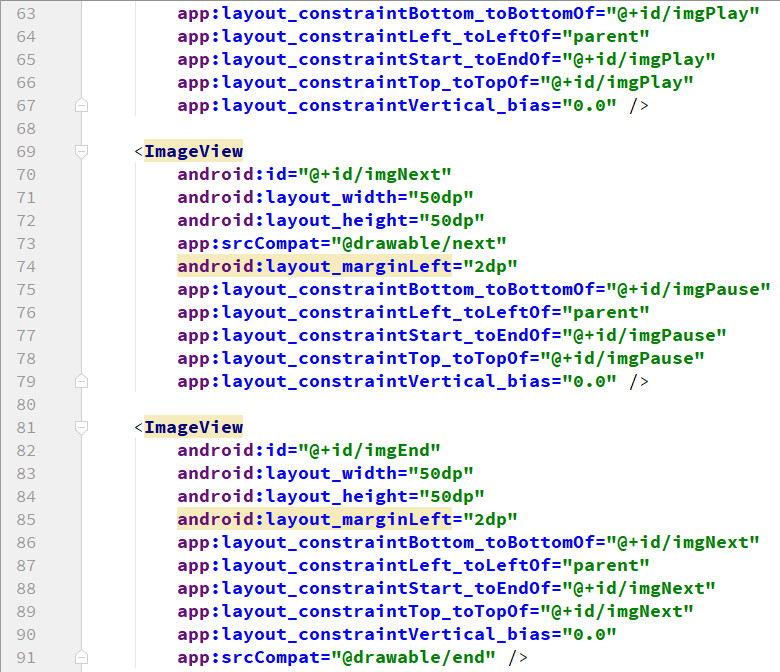 63 app:layout_constraintBottom_toBottomOf="@+id/imgPlay"
64 app:layout_constraintLeft_toLeftOf="parent"
65 app:layout_constraintStart_toEndOf="@+id/imgPlay"
66 app:layout_constraintTop_toTopOf="@+id/imgPlay"
67 app:layout_constraintVertical_bias="0.0" />
68
69 <ImageView
70 android:id="@+id/imgNext"
71 android:layout_width="50dp"
72 android:layout_height="50dp"
73 app:srcCompat="@drawable/next"
74 android:layout_marginLeft="2dp"
75 app:layout_constraintBottom_toBottomOf="@+id/imgPause"
76 app:layout_constraintLeft_toLeftOf="parent"
77 app:layout_constraintStart_toEndOf="@+id/imgPause"
78 app:layout_constraintTop_toTopOf="@+id/imgPause"
79 app:layout_constraintVertical_bias="0.0" />
80
81 <ImageView
82 android:id="@+id/imgEnd"
83 android:layout_width="50dp"
84 android:layout_height="50dp"
85 android:layout_marginLeft="2dp"
86 app:layout_constraintBottom_toBottomOf="@+id/imgNext"
87 app:layout_constraintLeft_toLeftOf="parent"
88 app:layout_constraintStart_toEndOf="@+id/imgNext"
89 app:layout_constraintTop_toTopOf="@+id/imgNext"
90 app:layout_constraintVertical_bias="0.0"
91 app:srcCompat="@drawable/end" />